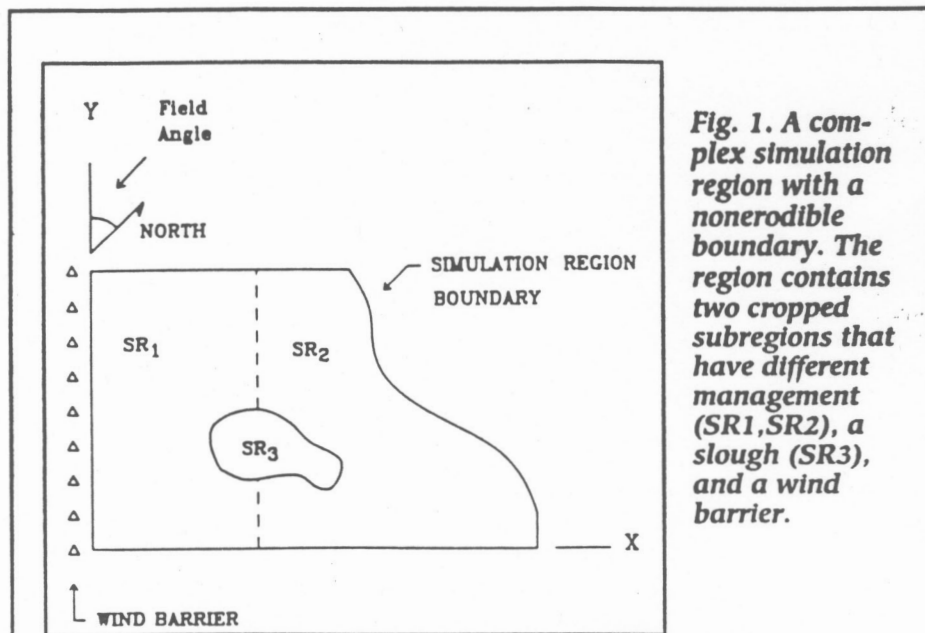 Y
Field
Angle
NORTH
SIMULATION REGION
BOUNDARY
SR1
SR2
SR3
X
WIND BARRIER
Fig. 1. A com-
plex simulation
region with a
nonerodible
boundary. The
region contains
two cropped
subregions that
have different
management
(SR1,SR2), a
slough (SR3),
and a wind
barrier.